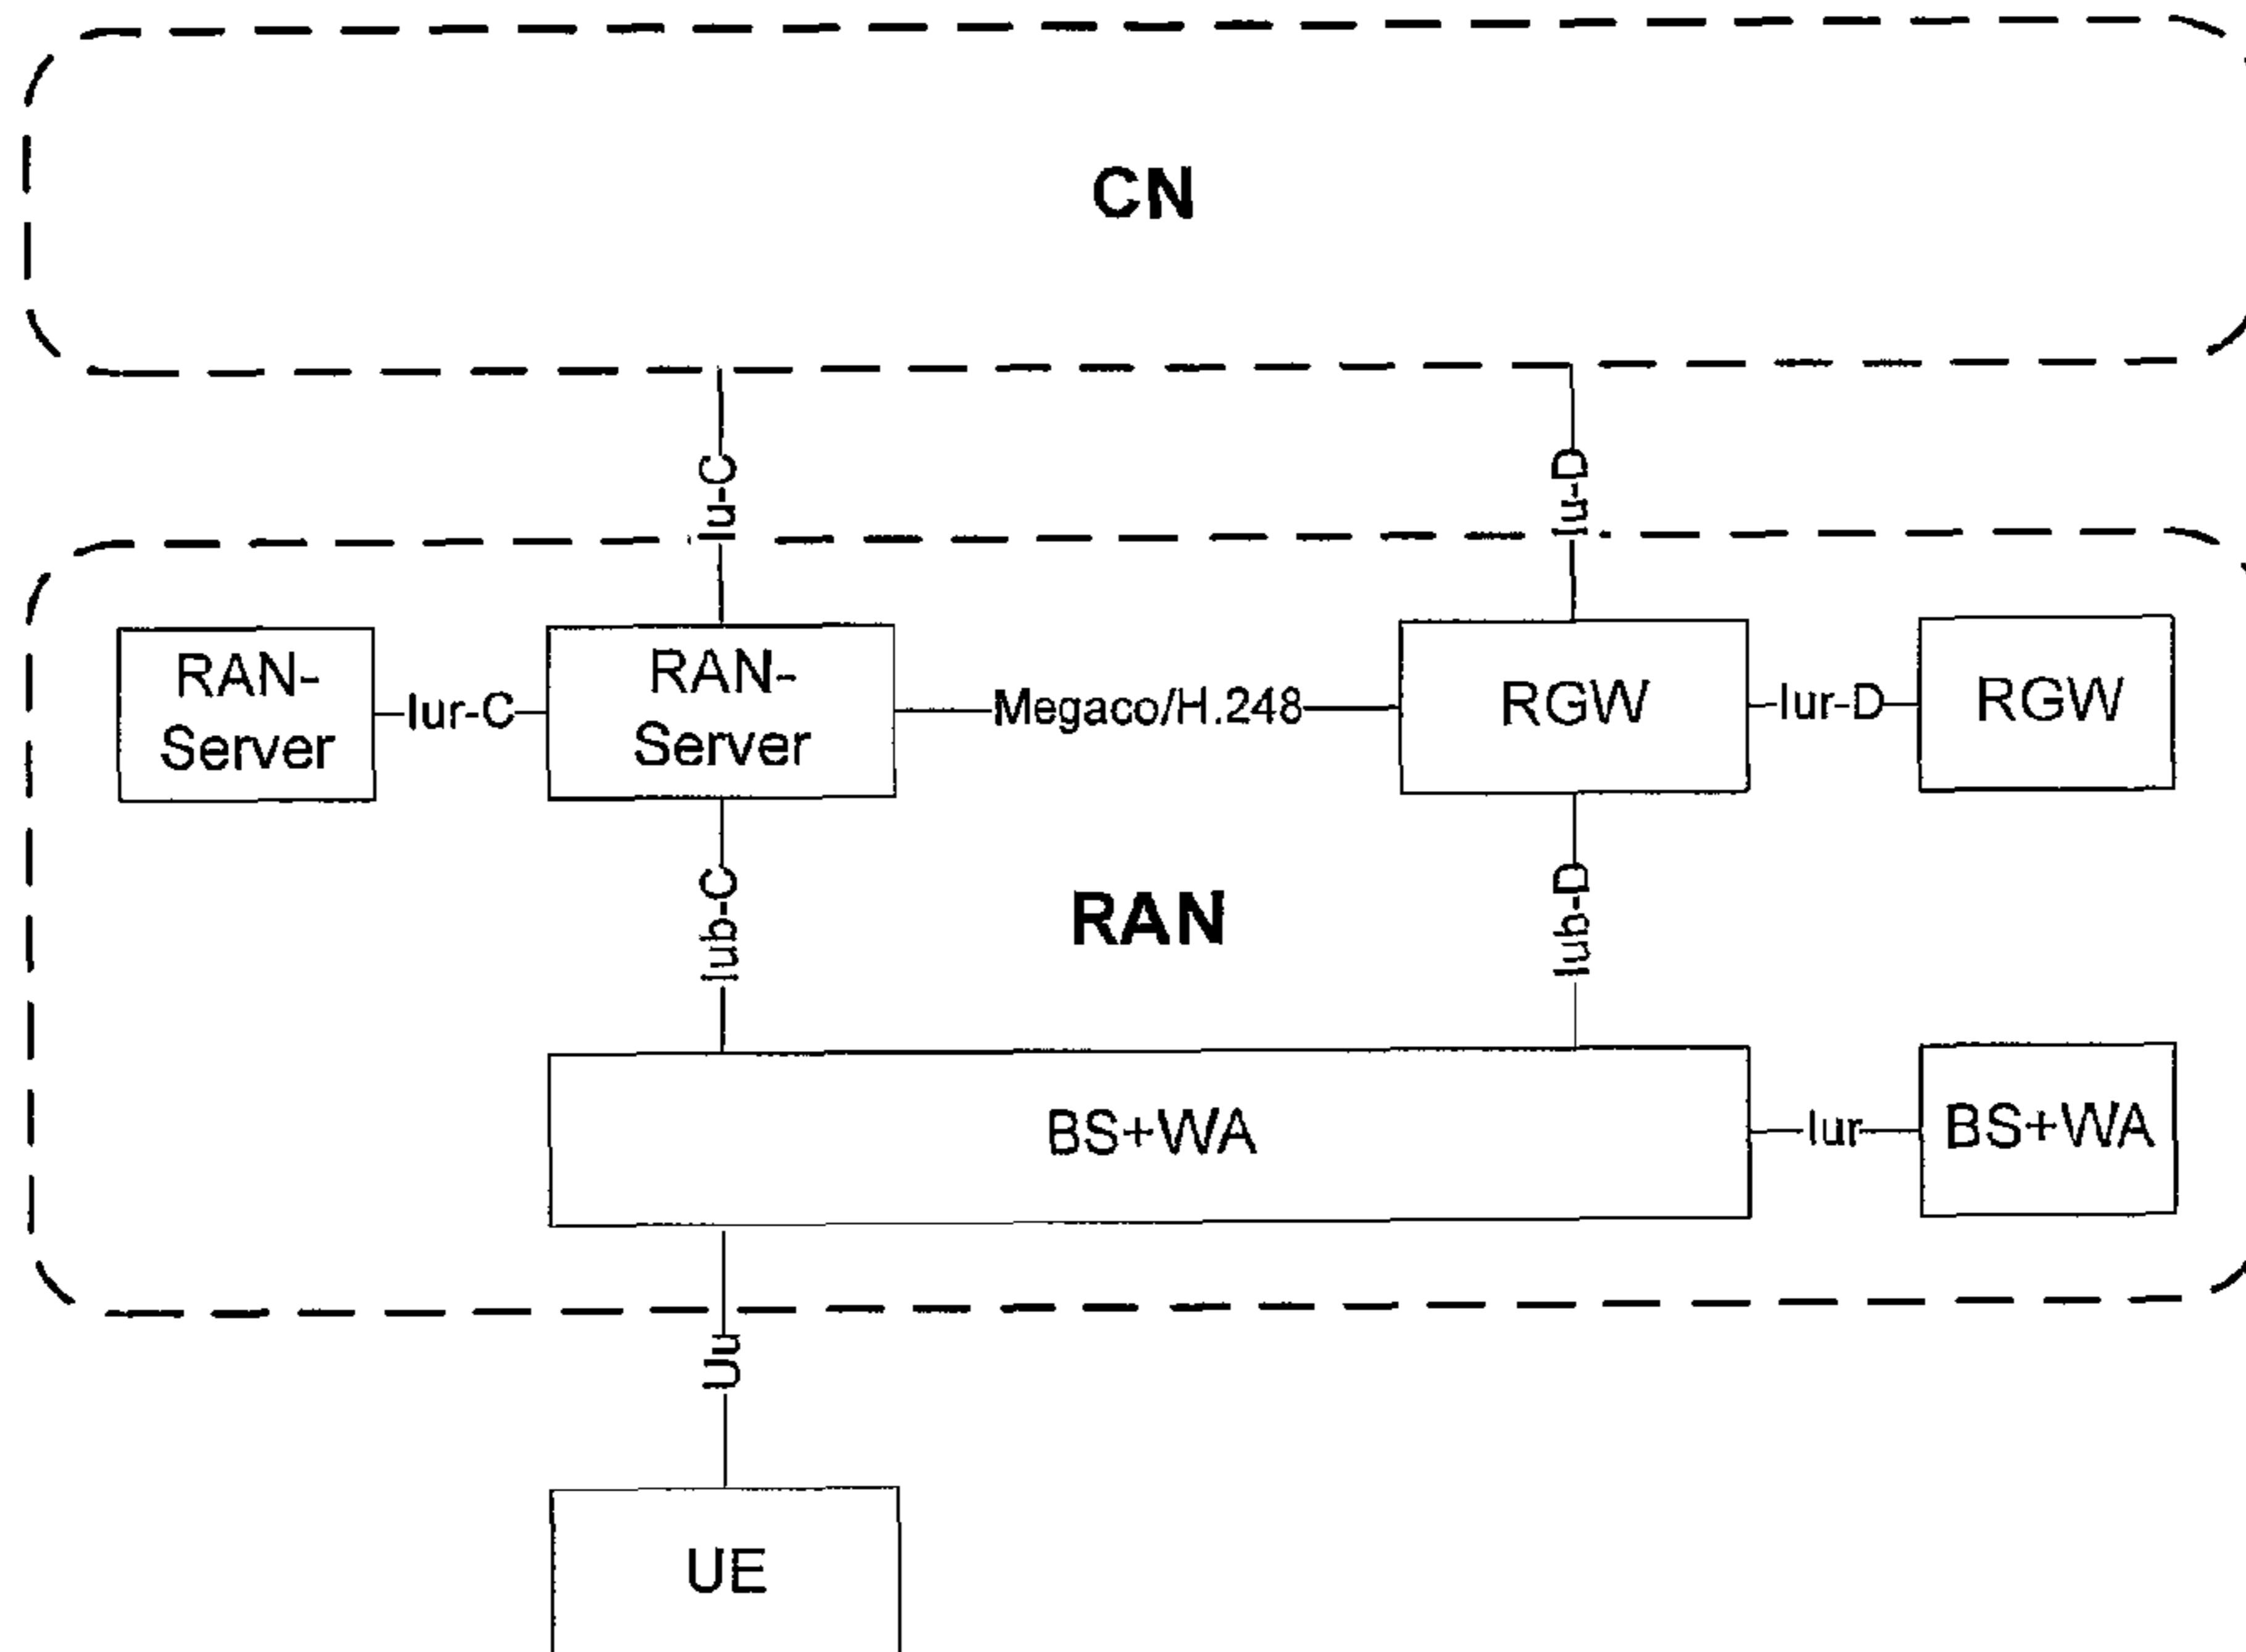 CN
Iu-C
Iu-D
RAN-
Server
Iur-C
RAN-
Server
Megaco/H.248
RGW
Iur-D
RGW
Iub-C
RAN
Iub-D
BS+WA
Iur
BS+WA
Uu
UE